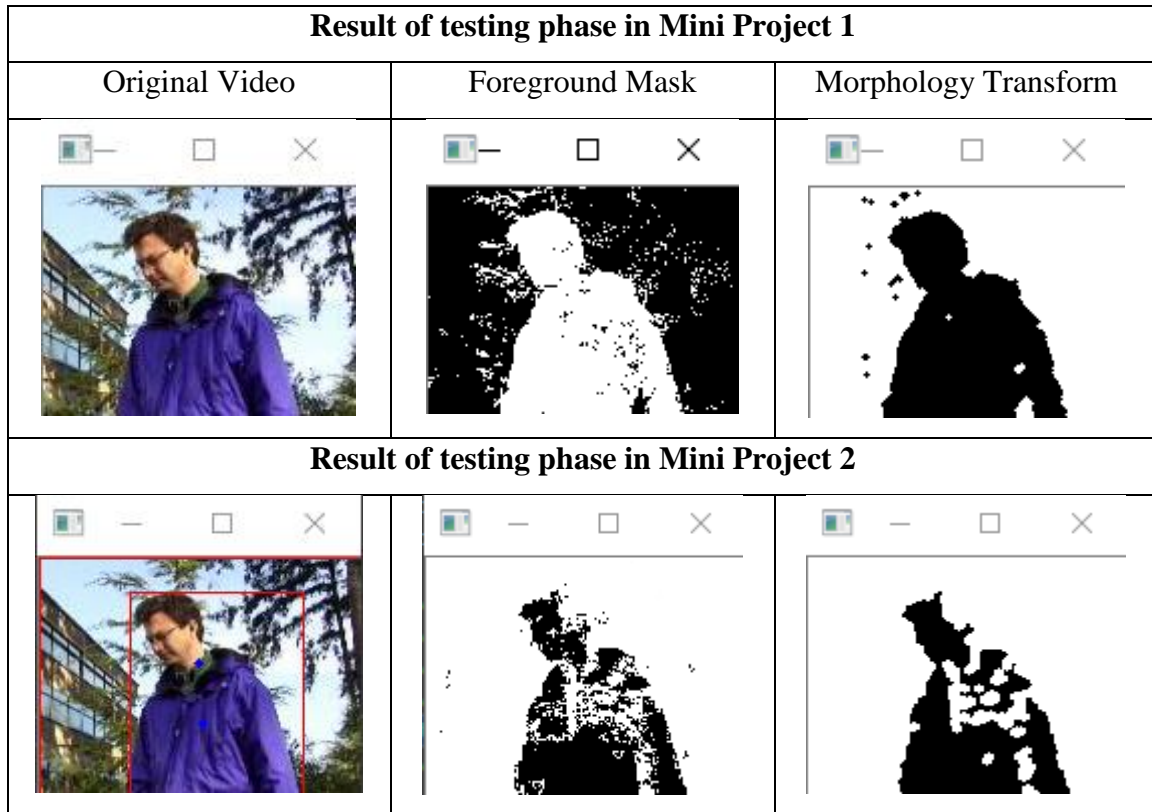 Result of testing phase in Mini Project 1
Original Video
Foreground Mask
Morphology Transform
Result of testing phase in Mini Project 2